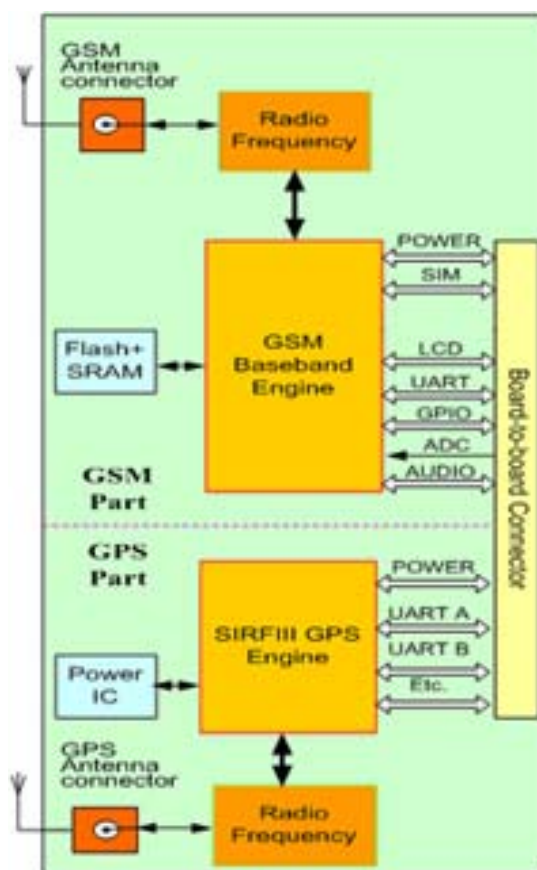 GSM
Antenna
connector
Radio
Frequency
POWER
SIM
Flash+
SRAM
GSM
Baseband
Engine
LCD
UART
GPIO
ADC
AUDIO
Board-to-board Connector
GSM
Part
GPS
Part
POWER
SIRFIII GPS
Engine
UART A
UART B
Etc.
Power
IC
GPS
Antenna
connector
Radio
Frequency